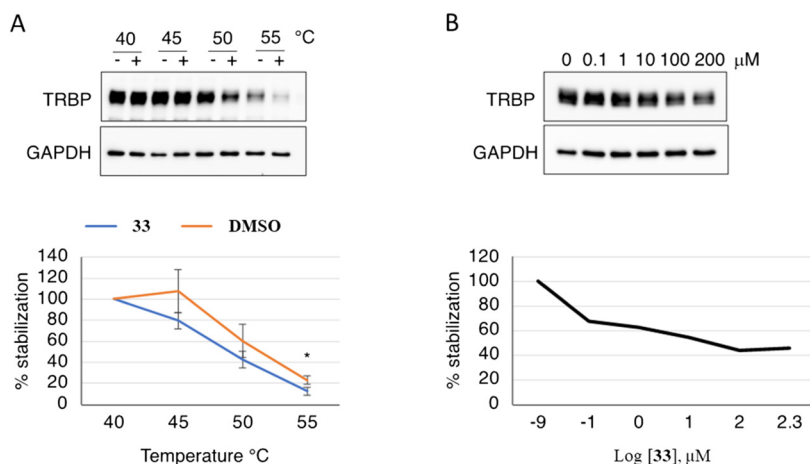 A
40 45 50 55 °C
- + - + - + - +
TRBP
GAPDH
33 DMSO
% stabilization
140
120
100
80
60
40
20
0
*
40 45 50 55
Temperature °C
B
0 0.1 1 10 100 200 μM
TRBP
GAPDH
% stabilization
120
100
80
60
40
20
0
-9 -1 0 1 2 2.3
Log [33], μM